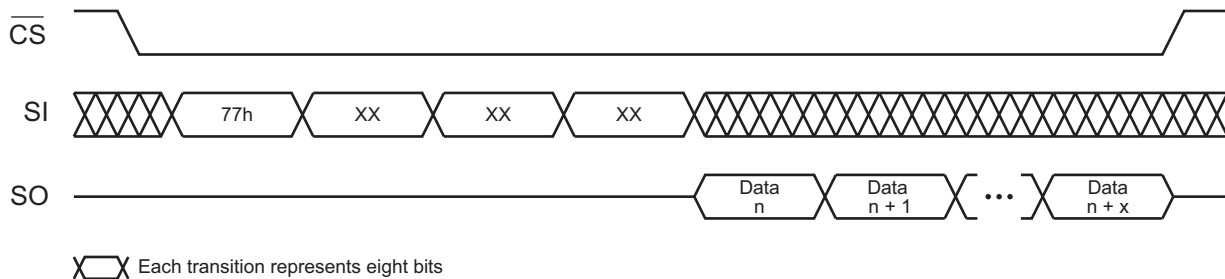 CS
SI 77h XX XX XX
SO Data n Data n + 1 ••• Data n + x
Each transition represents eight bits